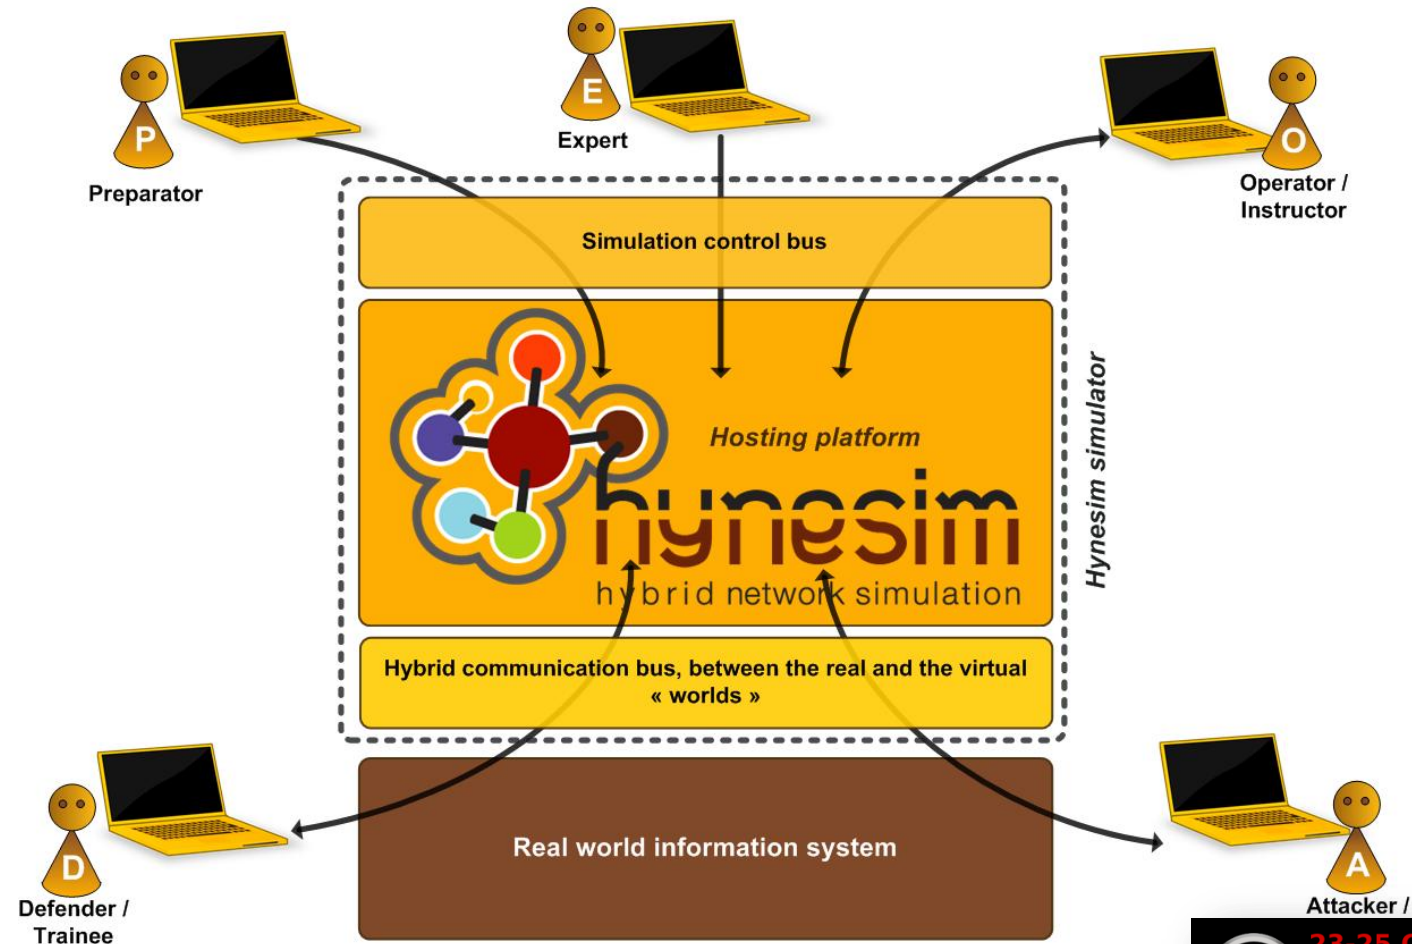 E
Expert
P
Preparator
O
Operator /
Instructor
Simulation control bus
Hosting platform
hynesim
hybrid network simulation
Hynesim simulator
Hybrid communication bus, between the real and the virtual
« worlds »
Real world information system
D
Defender /
Trainee
A
Attacker /